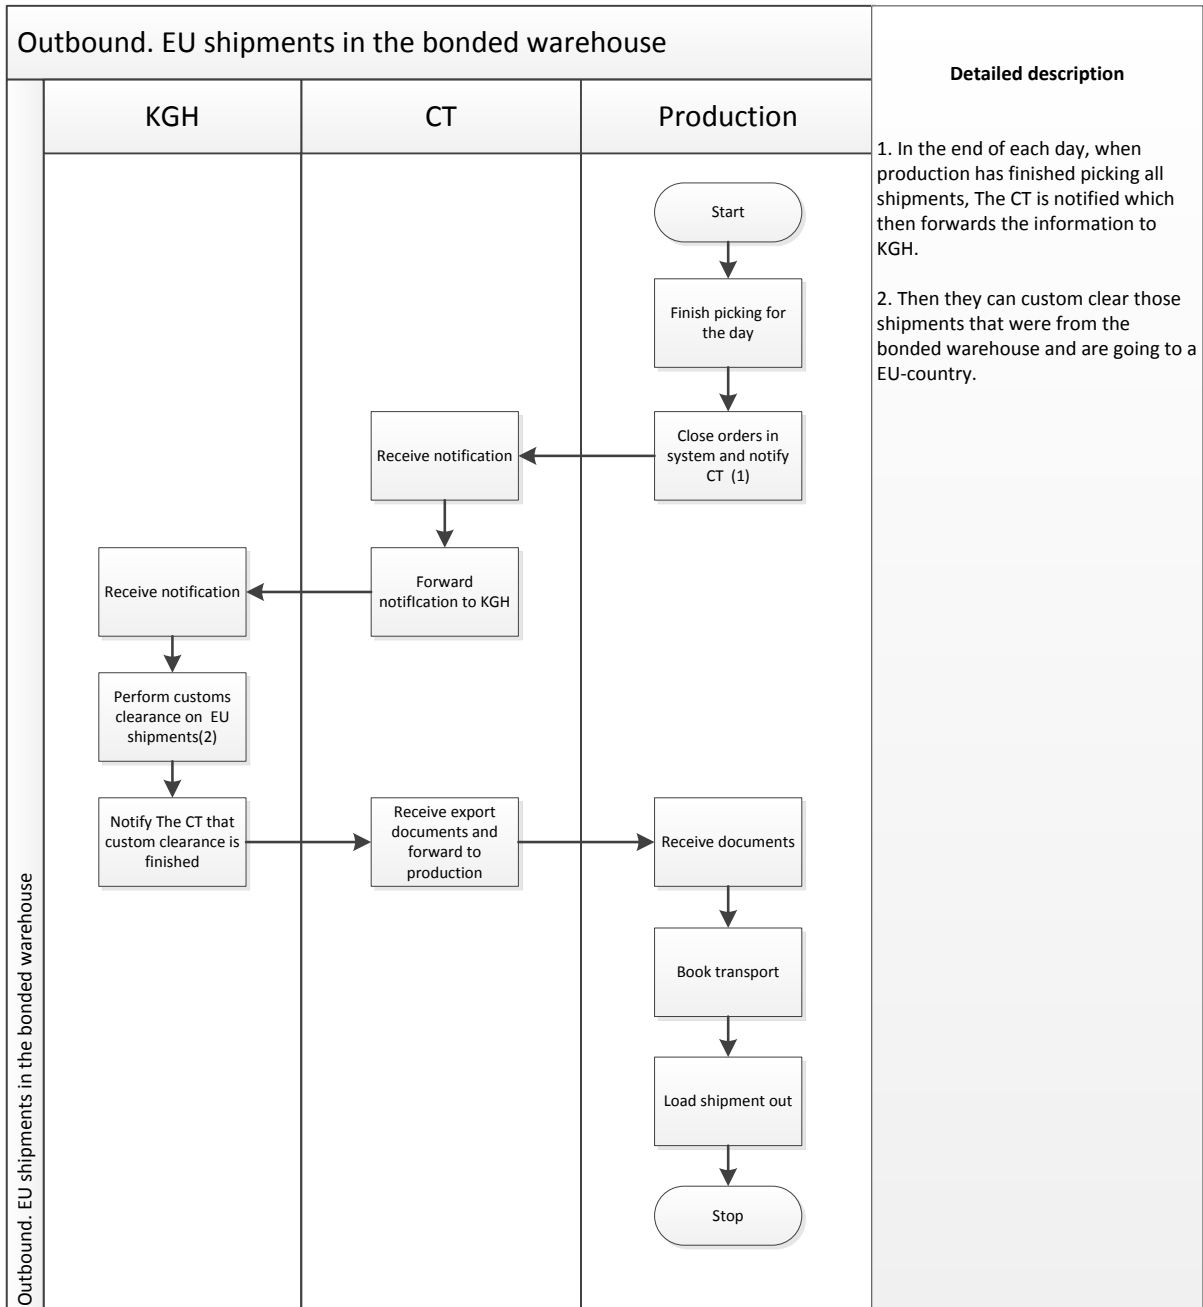 Outbound. EU shipments in the bonded warehouse
Detailed description
KGH
CT
Production
1. In the end of each day, when
production has finished picking all
shipments, The CT is notified which
then forwards the information to
KGH.
2. Then they can custom clear those
shipments that were from the
bonded warehouse and are going to a
EU-country.
Start
Finish picking for
the day
Close orders in
system and notify
CT (1)
Receive notification
Forward
notification to KGH
Receive notification
Perform customs
clearance on EU
shipments(2)
Notify The CT that
custom clearance is
finished
Receive export
documents and
forward to
production
Receive documents
Book transport
Load shipment out
Stop
Outbound. EU shipments in the bonded warehouse